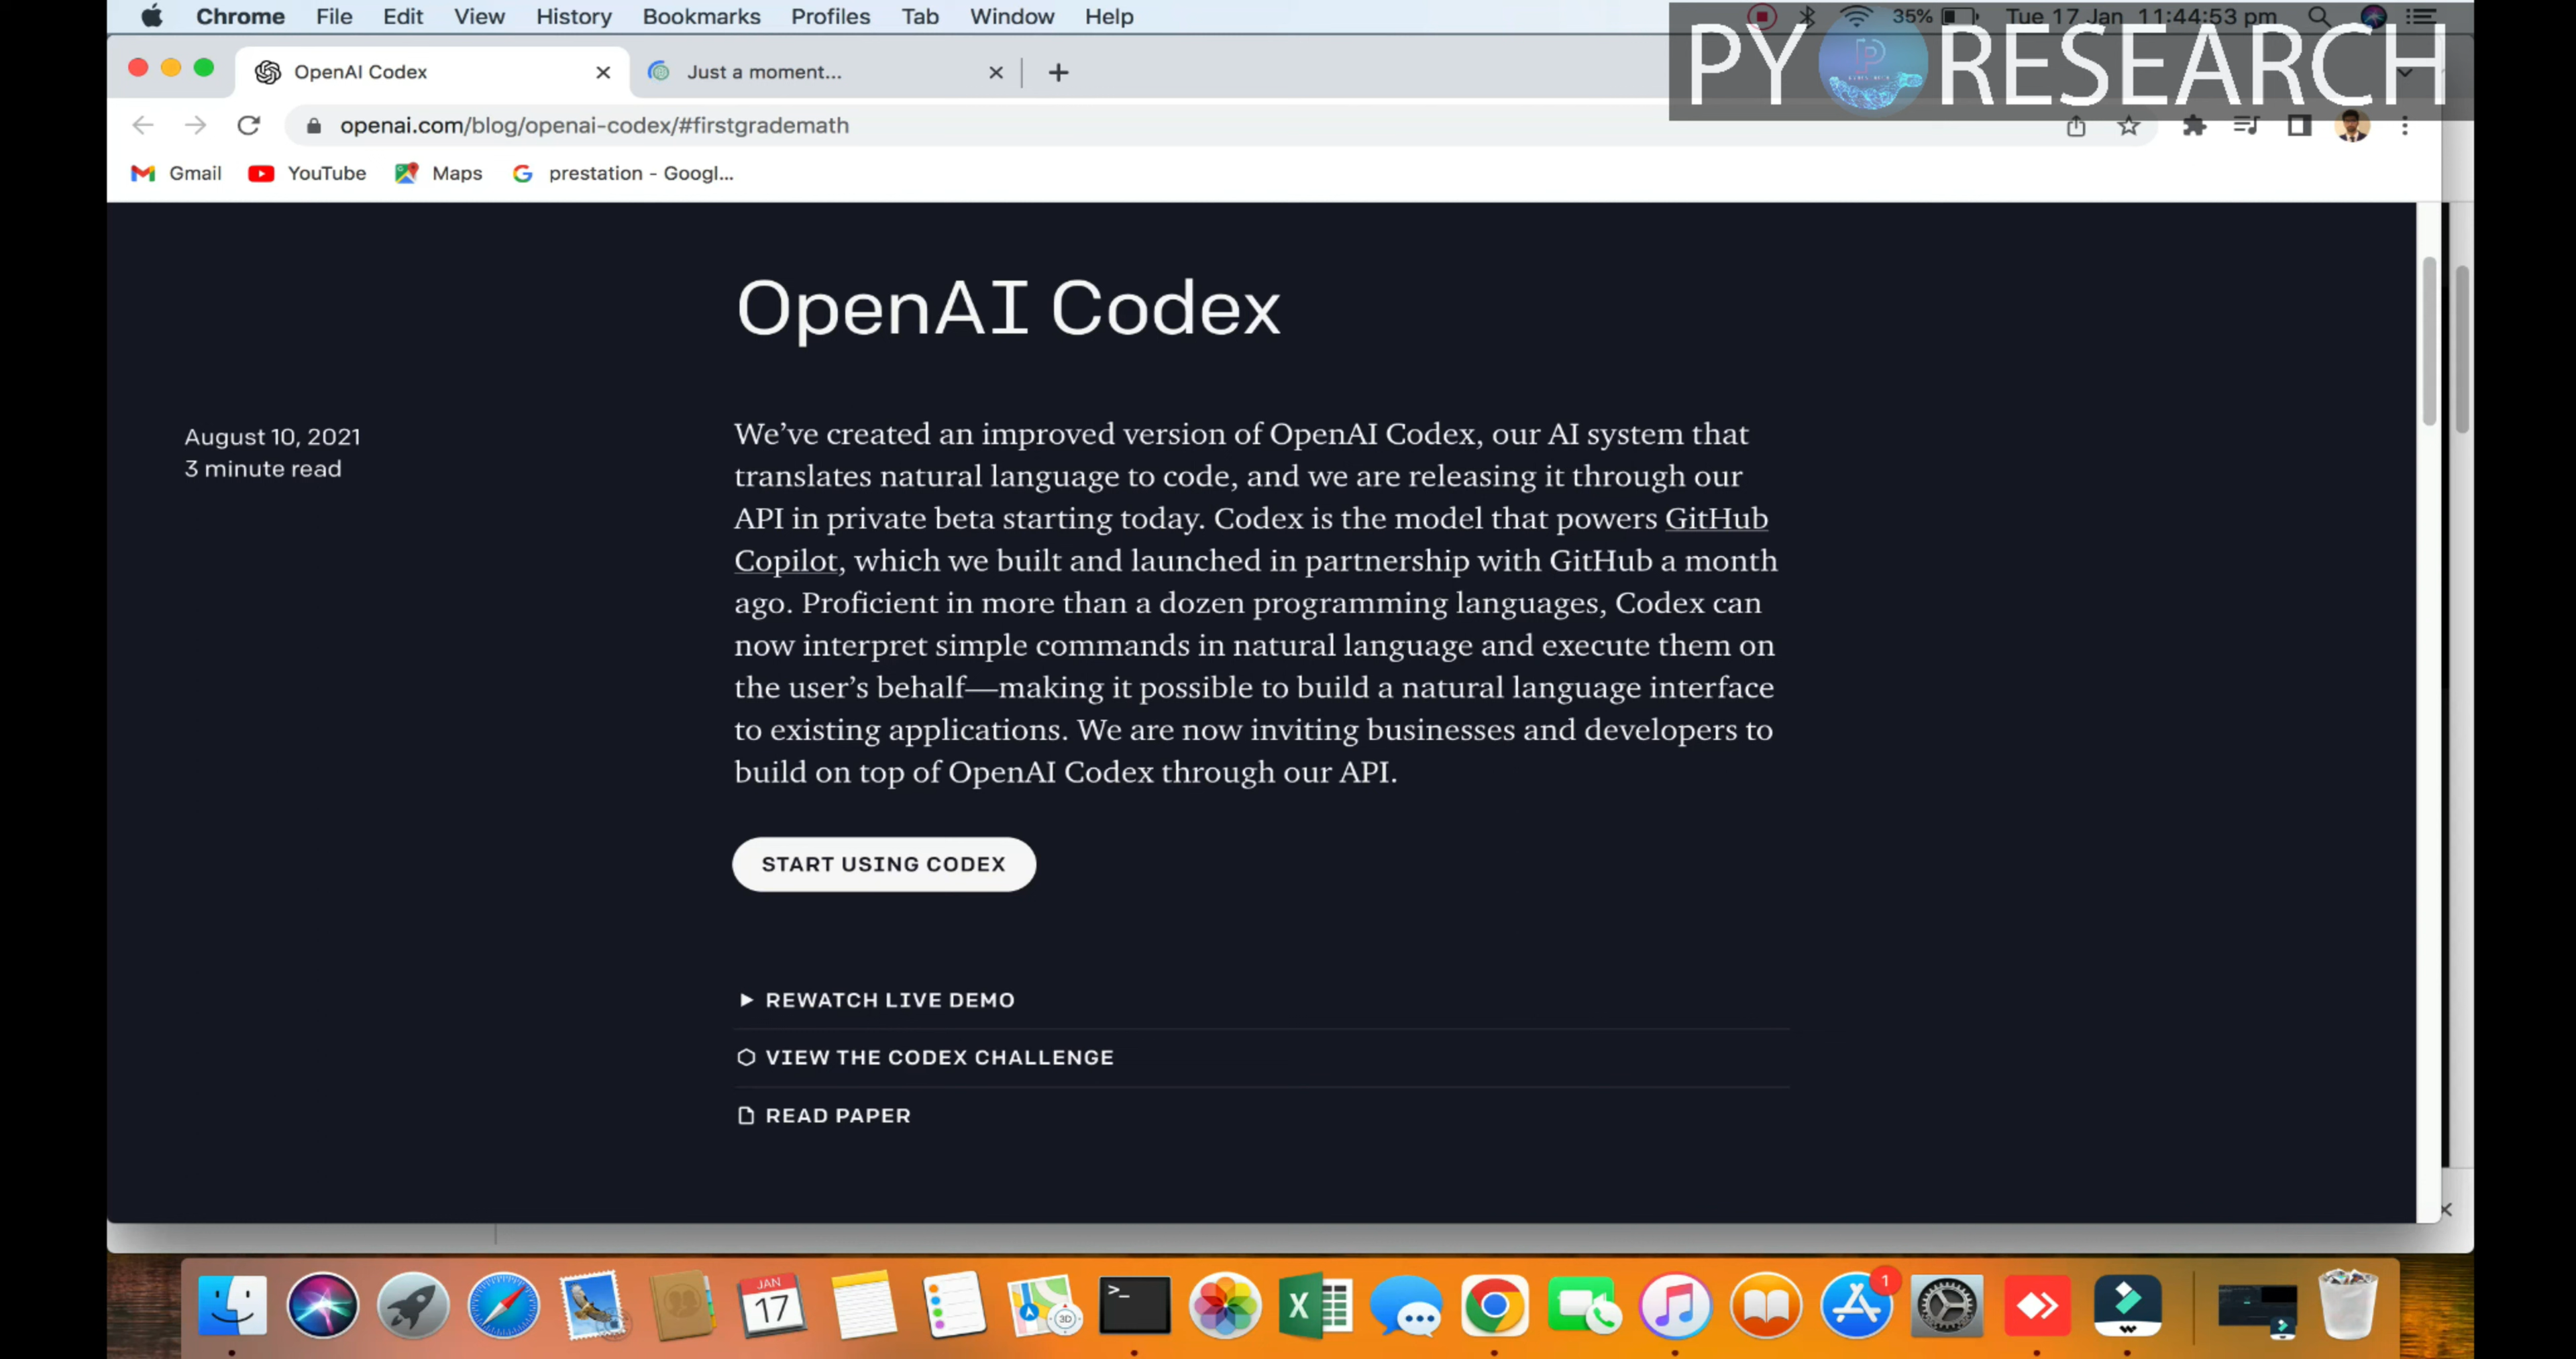 Chrome File Edit View History Bookmarks Profiles Tab Window Help
35% Tue 17 Jan 11:44:53 pm
PY RESEARCH
OpenAI Codex
Just a moment...
openai.com/blog/openai-codex/#firstgrademath
Gmail YouTube Maps prestation - Googl...
OpenAI Codex
August 10, 2021
3 minute read
We’ve created an improved version of OpenAI Codex, our AI system that
translates natural language to code, and we are releasing it through our
API in private beta starting today. Codex is the model that powers GitHub
Copilot, which we built and launched in partnership with GitHub a month
ago. Proficient in more than a dozen programming languages, Codex can
now interpret simple commands in natural language and execute them on
the user’s behalf—making it possible to build a natural language interface
to existing applications. We are now inviting businesses and developers to
build on top of OpenAI Codex through our API.
START USING CODEX
REWATCH LIVE DEMO
VIEW THE CODEX CHALLENGE
READ PAPER
JAN
17
3D
>_
X
1